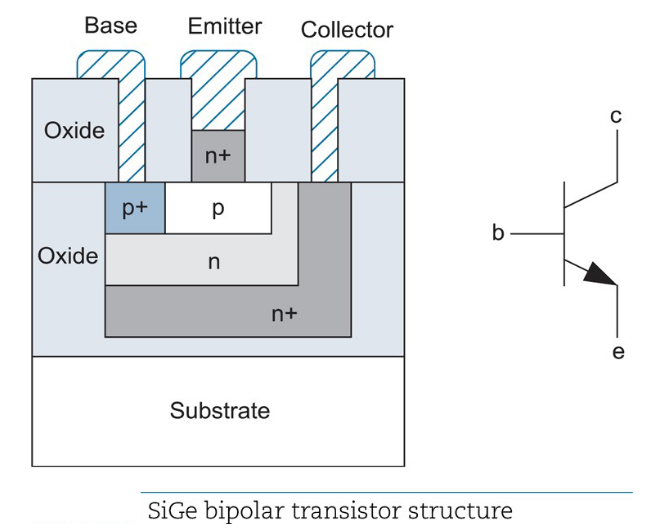 Base Emitter Collector
Oxide
n+
c
p+ p
b
Oxide
n
n+
e
Substrate
SiGe bipolar transistor structure